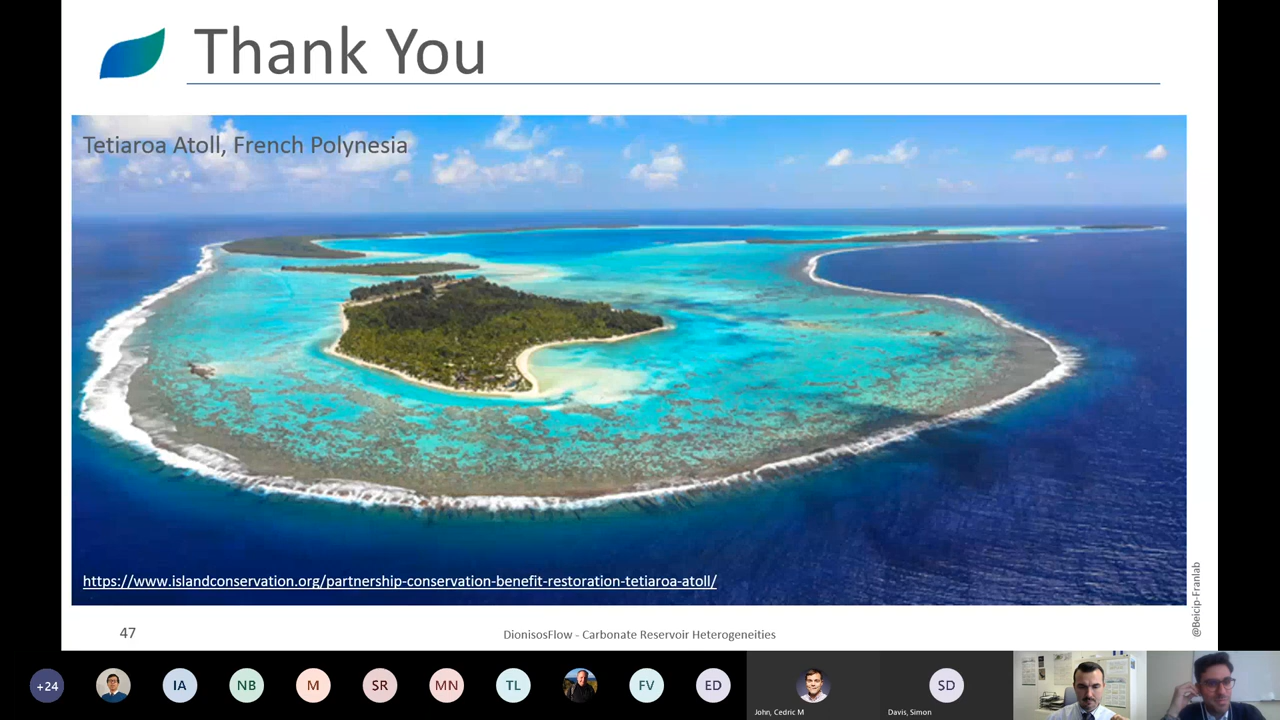 Thank You
Tetiaroa Atoll, French Polynesia
https://www.islandconservation.org/partnership-conservation-benefit-restoration-tetiaroa-atoll/
@Beicip-Franlab
47
DionisosFlow - Carbonate Reservoir Heterogeneities
+24
IA
NB
M
SR
MN
TL
FV
ED
SD
John, Cedric M
Davis, Simon